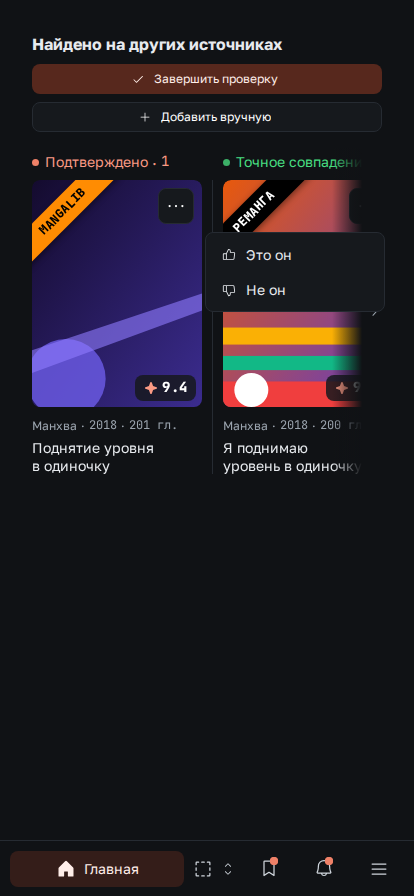 Найдено на других источниках
Завершить проверку
Добавить вручную
Подтверждено · 1
Точное совпадени
MANGALIB
РЕМАНГА
Это он
Не он
9.4
9
Манхва · 2018 · 201 гл.
Манхва · 2018 · 200
Поднятие уровня
в одиночку
Я поднимаю
уровень в одиночку
Главная